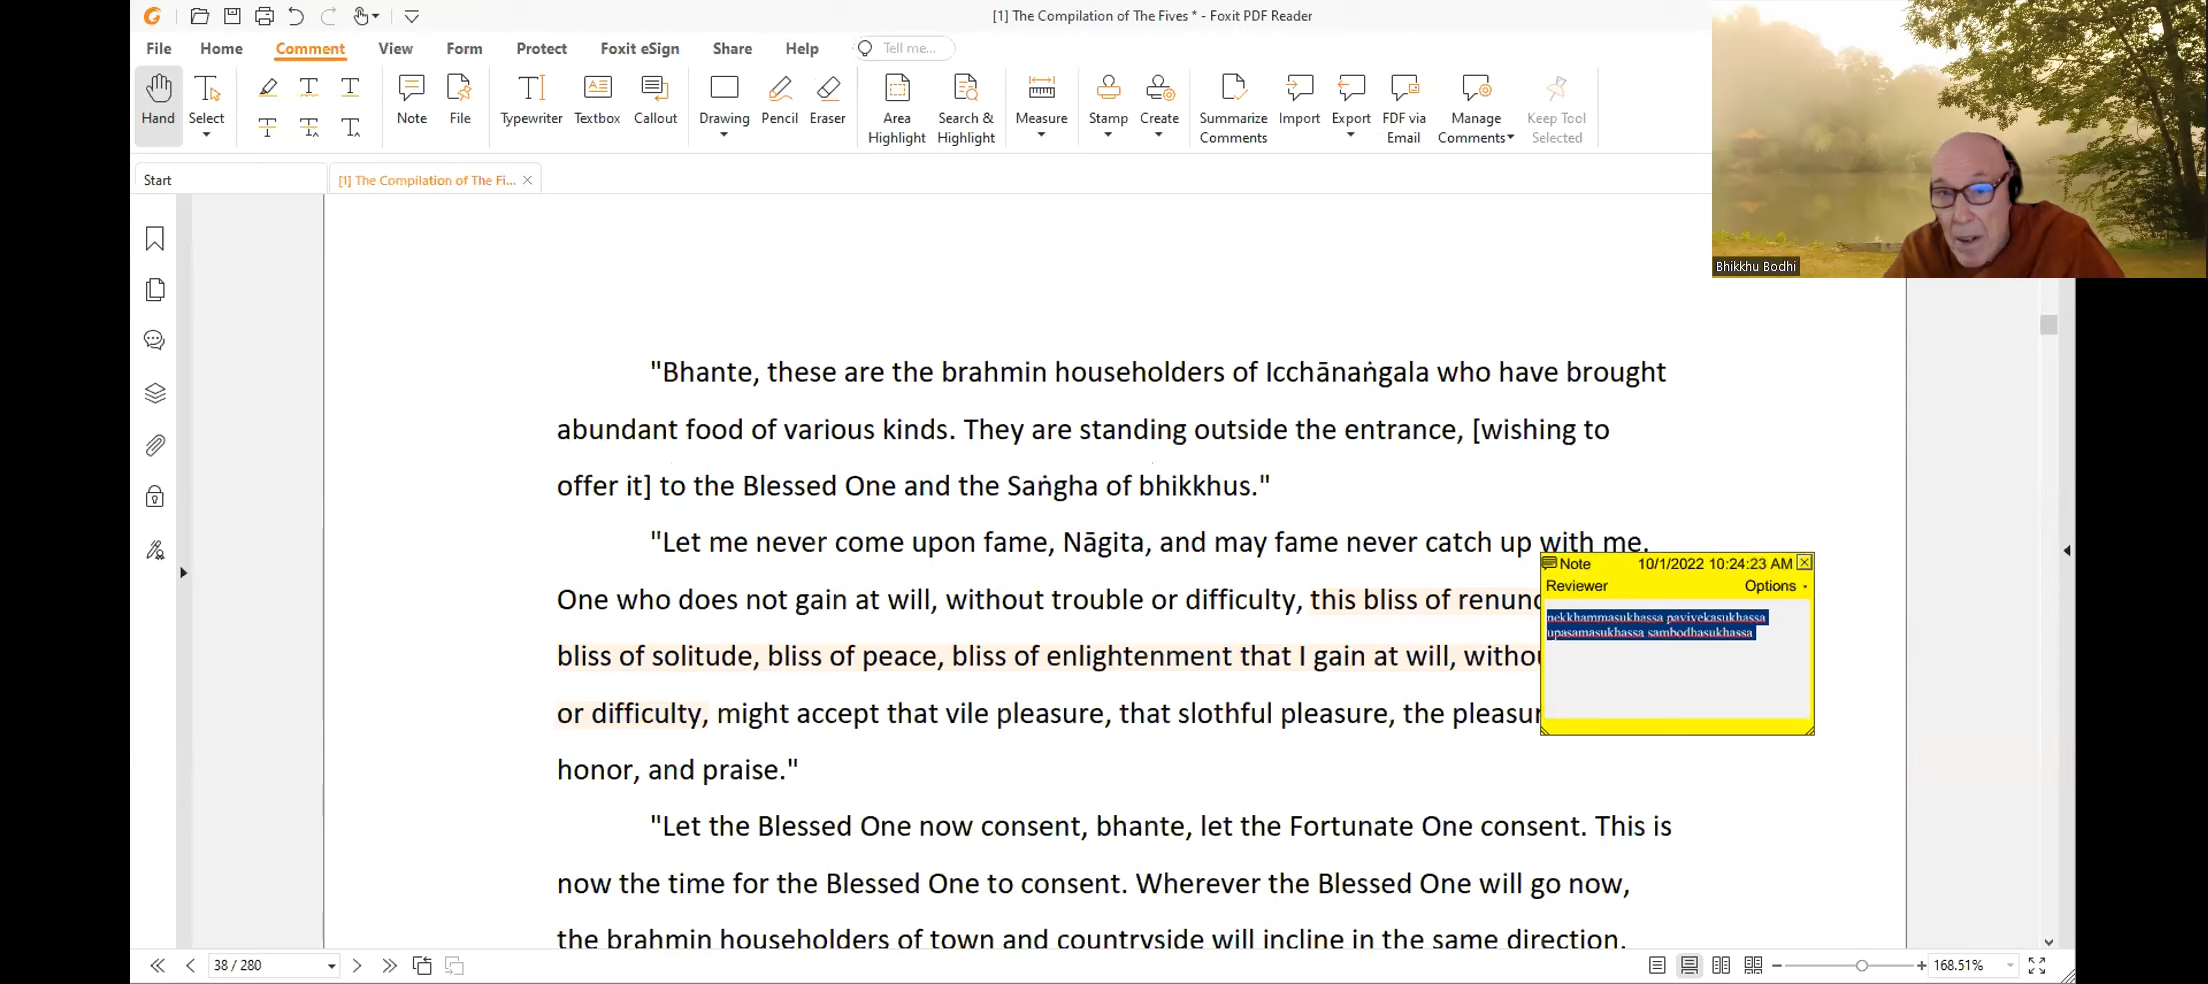 [1] The Compilation of The Fives * - Foxit PDF Reader
File Home Comment View Form Protect Foxit eSign Share Help Tell me...
Hand Select Note File Typewriter Textbox Callout Drawing Pencil Eraser Area Highlight Search & Highlight Measure Stamp Create Summarize Comments Import Export FDF via Email Manage Comments Keep Tool Selected
Start [1] The Compilation of The Fi...
Bhikkhu Bodhi
"Bhante, these are the brahmin householders of Icchānaṅgala who have brought
abundant food of various kinds. They are standing outside the entrance, [wishing to
offer it] to the Blessed One and the Saṅgha of bhikkhus."
"Let me never come upon fame, Nāgita, and may fame never catch up with me.
One who does not gain at will, without trouble or difficulty, this bliss of
bliss of solitude, bliss of peace, bliss of enlightenment that I gain at will,
or difficulty, might accept that vile pleasure, that slothful pleasure, the
honor, and praise."
"Let the Blessed One now consent, bhante, let the Fortunate One consent. This is
now the time for the Blessed One to consent. Wherever the Blessed One will go now,
the brahmin householders of town and countryside will incline in the same direction.
Note 10/1/2022 10:24:23 AM
Reviewer Options
nekkhammasukhassa pavivekasukhassa
upasamasukhassa sambodhasukhassa
38 / 280 168.51%